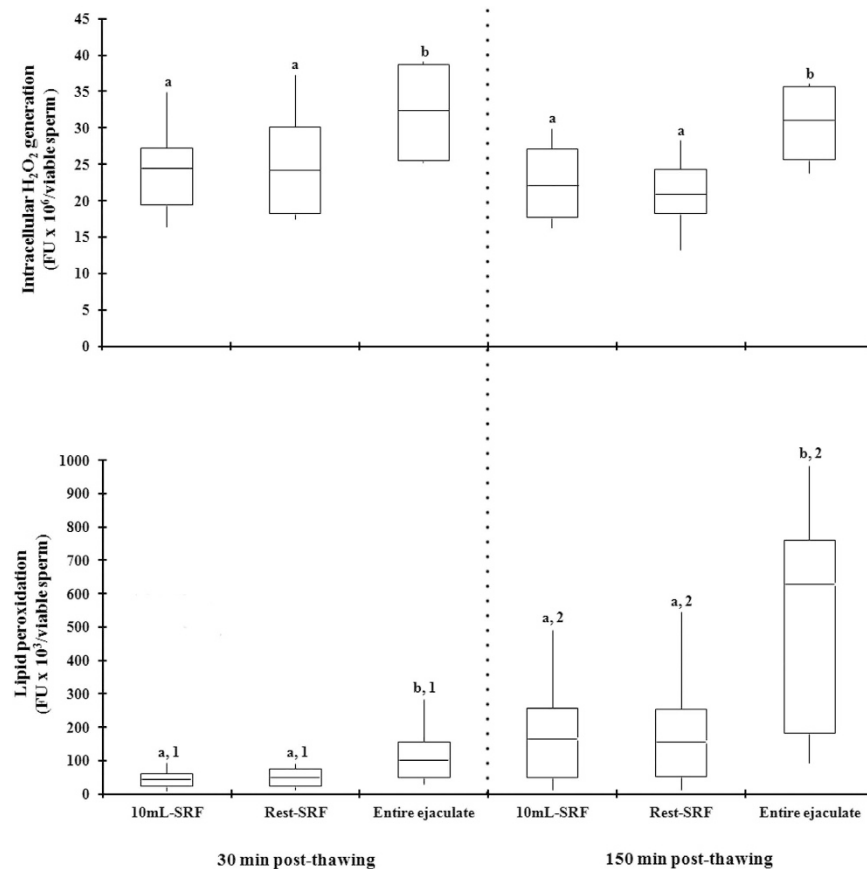 Intracellular H₂O₂ generation
(FU x 10⁶/viable sperm)
45
40
35
30
25
20
15
10
5
0
a
a
b
a
a
b
Lipid peroxidation
(FU x 10³/viable sperm)
1000
900
800
700
600
500
400
300
200
100
0
a, 1
a, 1
b, 1
a, 2
a, 2
b, 2
10mL-SRF Rest-SRF Entire ejaculate 10mL-SRF Rest-SRF Entire ejaculate
30 min post-thawing 150 min post-thawing